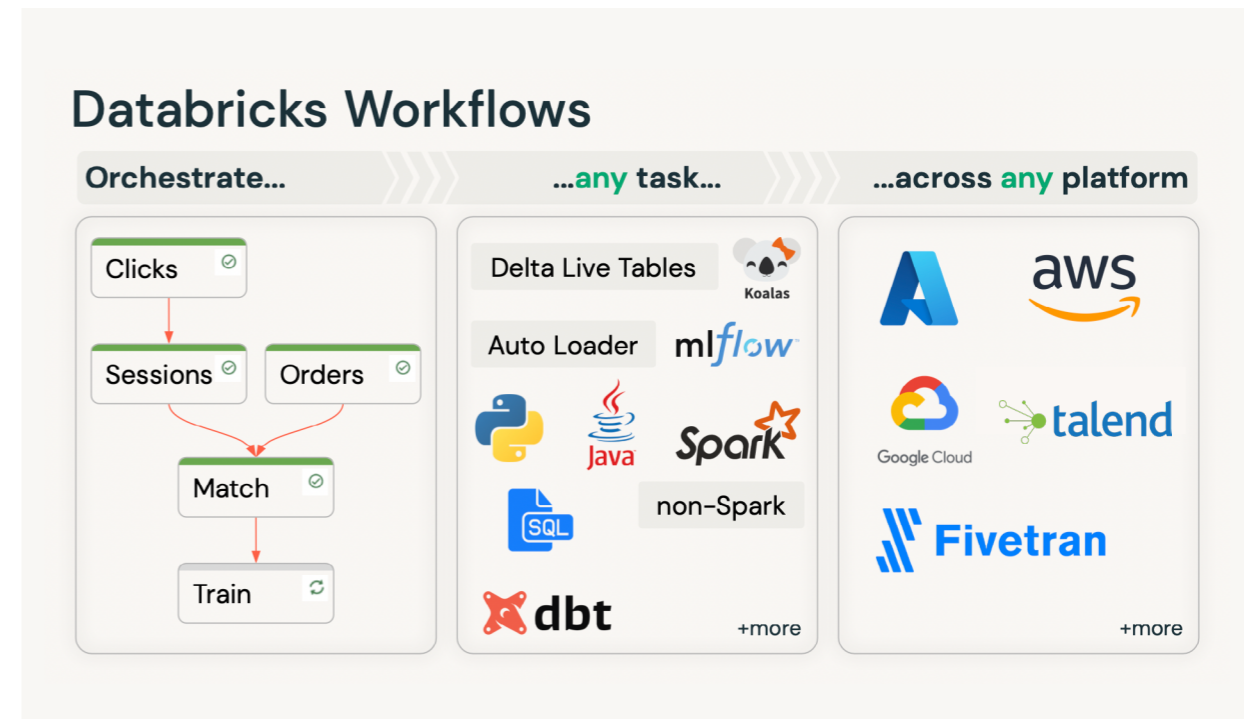 Databricks Workflows
Orchestrate...
...any task...
...across any platform
Clicks
Sessions
Orders
Match
Train
Delta Live Tables
Koalas
Auto Loader
mlflow
Java
Spark
SQL
non-Spark
dbt
+more
aws
Google Cloud
talend
Fivetran
+more